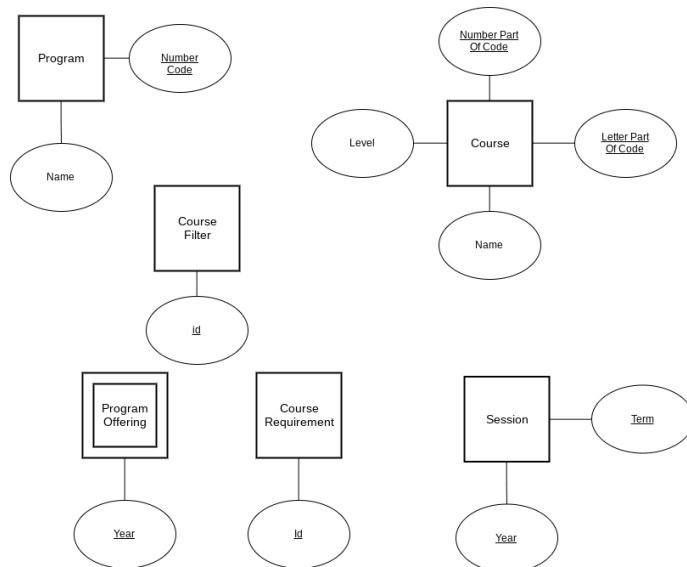 Number Part
Of Code
Program
Number
Code
Level
Course
Letter Part
Of Code
Name
Course
Filter
Name
id
Program
Offering
Course
Requirement
Session
Term
Year
Id
Year